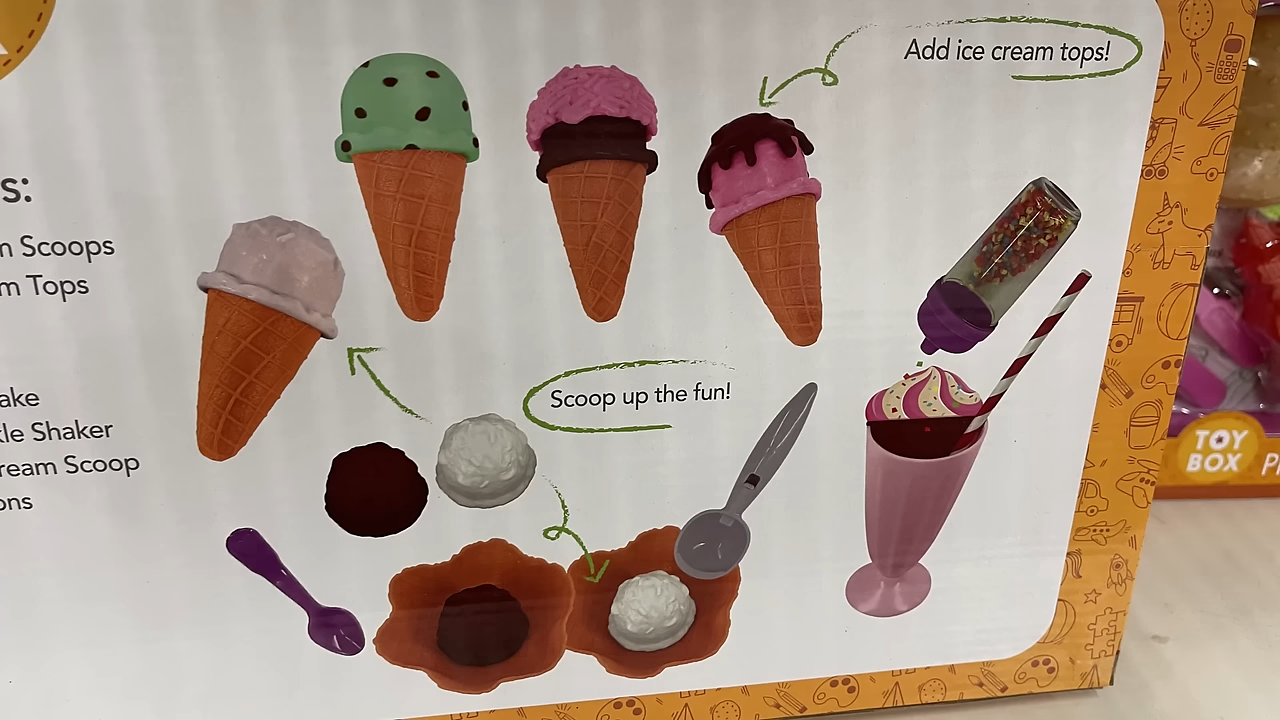 Add ice cream tops!
s:
n Scoops
m Tops
Scoop up the fun!
ake
kle Shaker
ream Scoop
ons
TOY
BOX